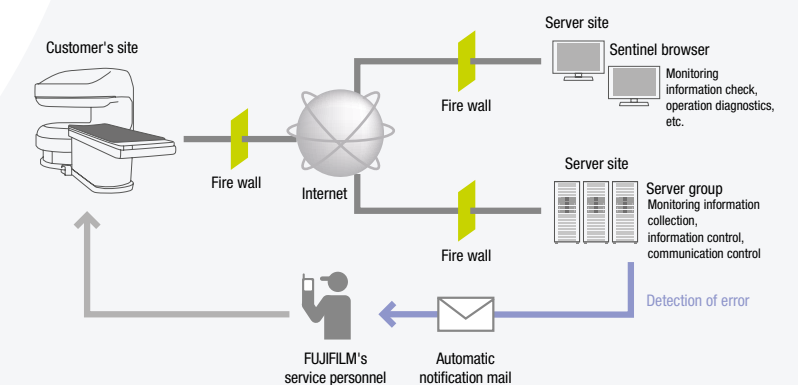 Customer's site
Fire wall
Internet
Fire wall
Server site
Sentinel browser
Monitoring
information check,
operation diagnostics,
etc.
Fire wall
Server site
Server group
Monitoring information
collection,
information control,
communication control
Detection of error
Automatic
notification mail
FUJIFILM's
service personnel